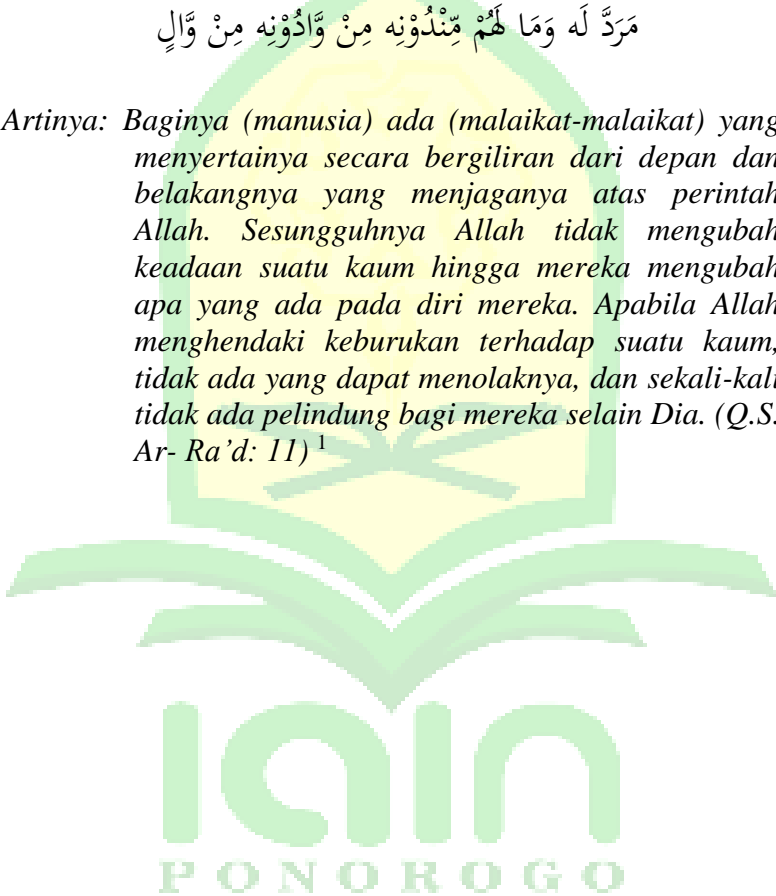 مَرَدَّ لَه وَمَا لَهُمْ مِّنْدُوْنِه مِنْ وَّادُوْنِه مِنْ وَّالٍ
Artinya: Baginya (manusia) ada (malaikat-malaikat) yang
menyertainya secara bergiliran dari depan dan
belakangnya yang menjaganya atas perintah
Allah. Sesungguhnya Allah tidak mengubah
keadaan suatu kaum hingga mereka mengubah
apa yang ada pada diri mereka. Apabila Allah
menghendaki keburukan terhadap suatu kaum,
tidak ada yang dapat menolaknya, dan sekali-kali
tidak ada pelindung bagi mereka selain Dia. (Q.S.
Ar- Ra’d: 11) 1
iain
PONOROGO